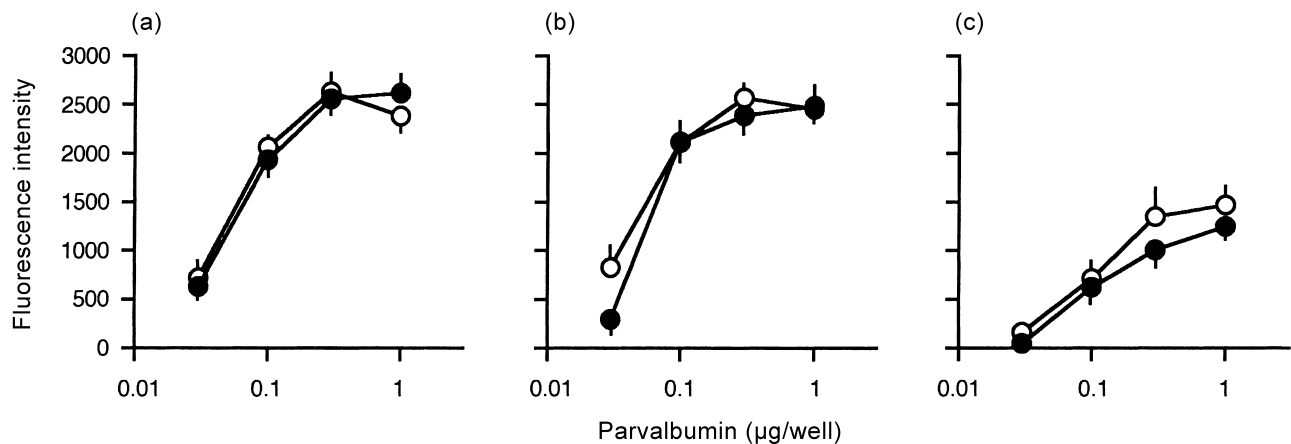 (a) (b) (c)
Fluorescence intensity
3000
2500
2000
1500
1000
500
0
0.01 0.1 1 0.01 0.1 1 0.01 0.1 1
Parvalbumin (µg/well)